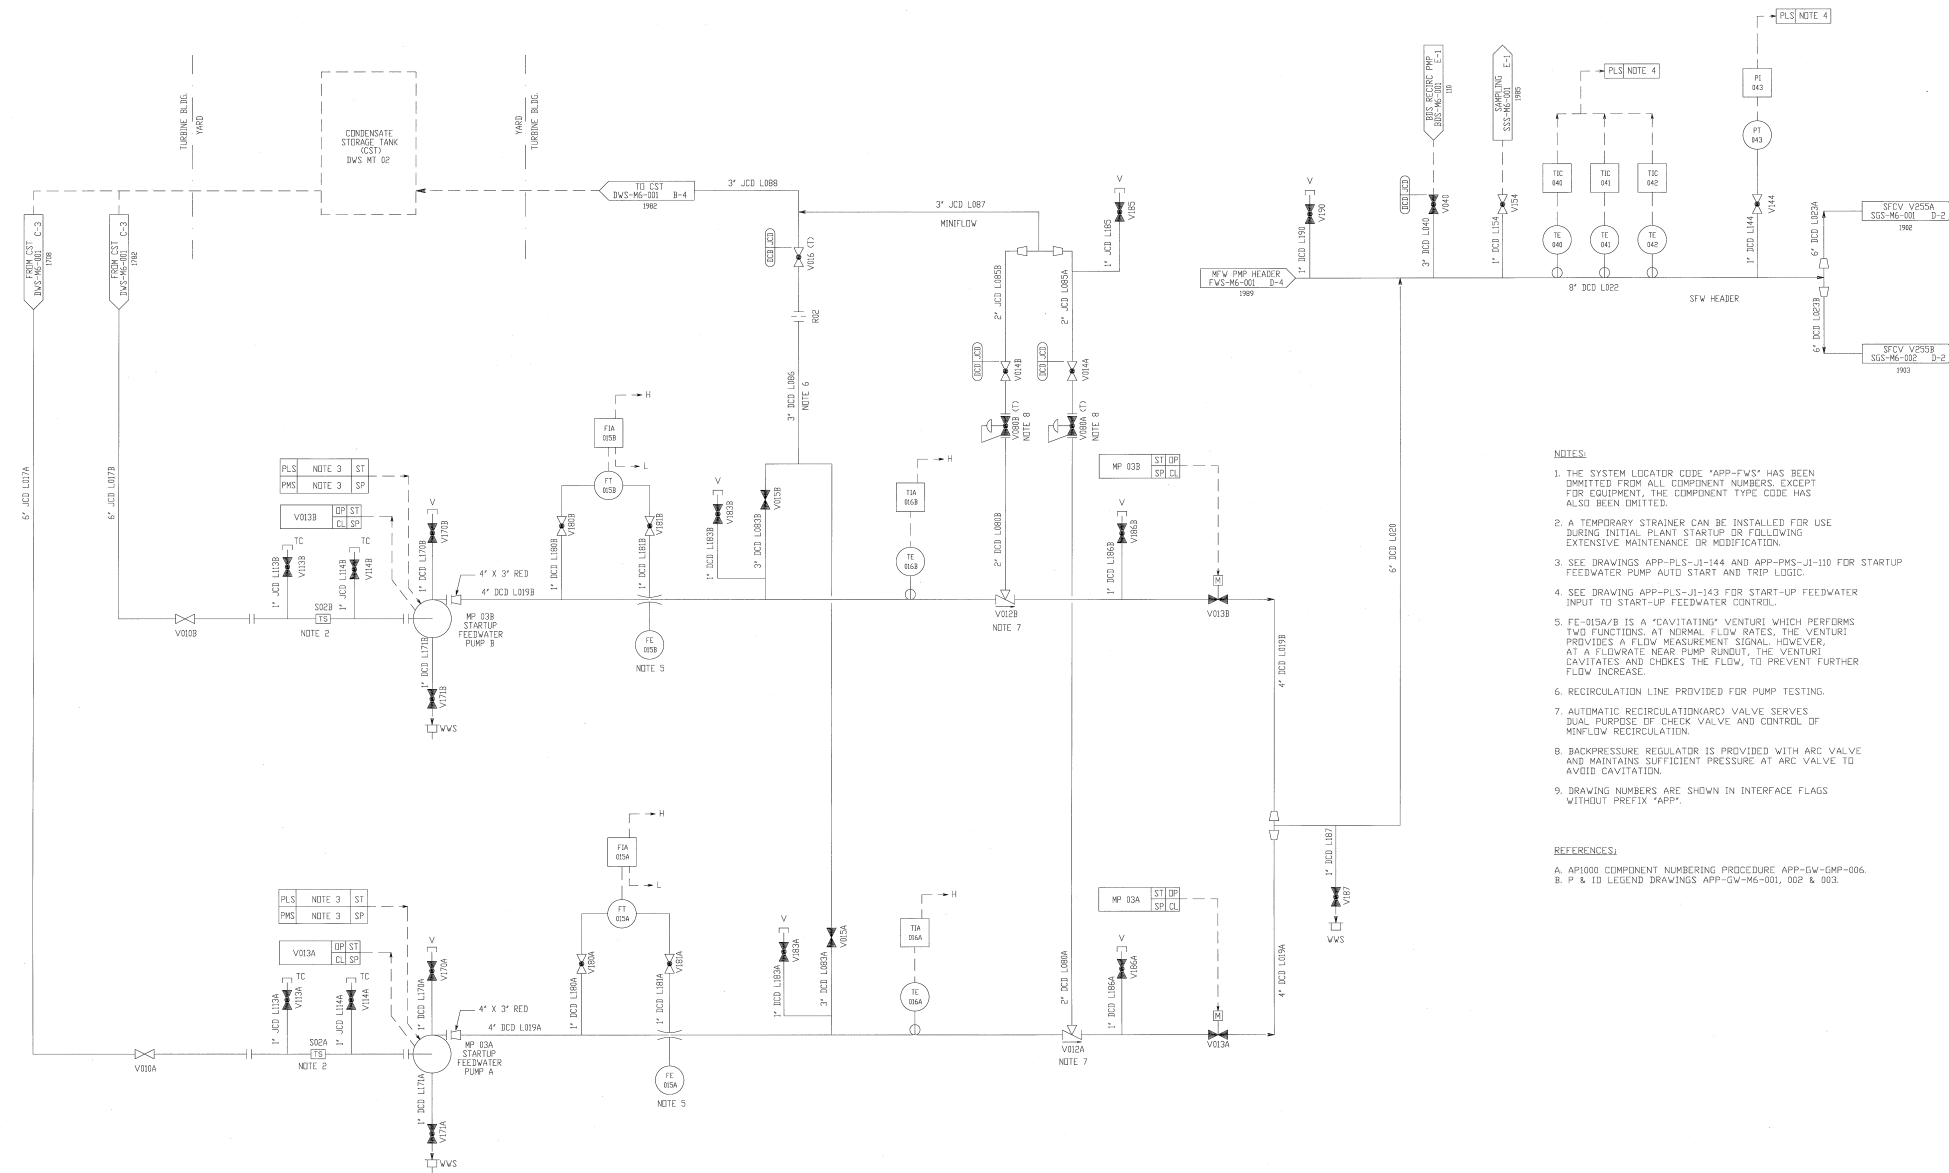 PLS NOTE 4
PLS NOTE 4
PI
043
PT
043
BDS RECIRC PMP
BDS-M6-001 E-1
110
SAMPLING
SSS-M6-001 E-1
1985
TURBINE BLDG.
YARD
CONDENSATE
STORAGE TANK
(CST)
DWS MT 02
YARD
TURBINE BLDG.
TIC
040
TIC
041
TIC
042
TO CST
DWS-M6-001 B-4
1982
3" JCD L088
3" JCD L087
MINIFLOW
V
V185
1" JCD L185
V
V190
1" DCD L190
DCD JCD
V040
3" DCD L040
V154
1" DCD L154
TE
040
TE
041
TE
042
V144
1" DCD L144
6" DCD L023A
SFCV V255A
SGS-M6-001 D-2
1902
FROM CST
DWS-M6-001 C-3
1708
FROM CST
DWS-M6-001 C-3
1782
DCB JCD
V016 (T)
R02
MFW PMP HEADER
FWS-M6-001 D-4
1989
8" DCD L022
SFW HEADER
6" DCD L023B
SFCV V255B
SGS-M6-002 D-2
1903
2" JCD L085B
2" JCD L085A
DCD JCD
V014B
DCD JCD
V014A
V080B (T)
NOTE 8
V080A (T)
NOTE 8
3" DCD L086
NOTE 6
6" JCD L017A
6" JCD L017B
PLS NOTE 3 ST
PMS NOTE 3 SP
V013B OP ST
CL SP
TC
V113B
1" JCD L113B
TC
V114B
1" JCD L114B
V
V170B
1" DCD L170B
4" X 3" RED
4" DCD L019B
V010B
S02B
TS
NOTE 2
MP 03B
STARTUP
FEEDWATER
PUMP B
1" DCD L171B
V171B
WWS
H
FIA
015B
L
FT
015B
V180B
1" DCD L180B
V181B
1" DCD L181B
FE
015B
NOTE 5
V
V183B
1" DCD L183B
V015B
3" DCD L083B
H
TIA
016B
TE
016B
2" DCD L080B
V012B
NOTE 7
MP 03B ST OP
SP CL
V
V186B
1" DCD L186B
M
V013B
4" DCD L019B
6" DCD L020
PLS NOTE 3 ST
PMS NOTE 3 SP
V013A OP ST
CL SP
TC
V113A
1" JCD L113A
TC
V114A
1" JCD L114A
V
V170A
1" DCD L170A
4" X 3" RED
4" DCD L019A
V010A
S02A
TS
NOTE 2
MP 03A
STARTUP
FEEDWATER
PUMP A
1" DCD L171A
V171A
WWS
H
FIA
015A
L
FT
015A
V180A
1" DCD L180A
V181A
1" DCD L181A
FE
015A
NOTE 5
V
V183A
1" DCD L183A
V015A
3" DCD L083A
H
TIA
016A
TE
016A
2" DCD L080A
V012A
NOTE 7
MP 03A ST OP
SP CL
V
V186A
1" DCD L186A
M
V013A
4" DCD L019A
1" DCD L187
V187
WWS
NOTES:
1. THE SYSTEM LOCATOR CODE "APP-FWS" HAS BEEN
OMMITTED FROM ALL COMPONENT NUMBERS. EXCEPT
FOR EQUIPMENT, THE COMPONENT TYPE CODE HAS
ALSO BEEN OMITTED.
2. A TEMPORARY STRAINER CAN BE INSTALLED FOR USE
DURING INITIAL PLANT STARTUP OR FOLLOWING
EXTENSIVE MAINTENANCE OR MODIFICATION.
3. SEE DRAWINGS APP-PLS-J1-144 AND APP-PMS-J1-110 FOR STARTUP
FEEDWATER PUMP AUTO START AND TRIP LOGIC.
4. SEE DRAWING APP-PLS-J1-143 FOR START-UP FEEDWATER
INPUT TO START-UP FEEDWATER CONTROL.
5. FE-015A/B IS A "CAVITATING" VENTURI WHICH PERFORMS
TWO FUNCTIONS. AT NORMAL FLOW RATES, THE VENTURI
PROVIDES A FLOW MEASUREMENT SIGNAL. HOWEVER,
AT A FLOWRATE NEAR PUMP RUNOUT, THE VENTURI
CAVITATES AND CHOKES THE FLOW, TO PREVENT FURTHER
FLOW INCREASE.
6. RECIRCULATION LINE PROVIDED FOR PUMP TESTING.
7. AUTOMATIC RECIRCULATION(ARC) VALVE SERVES
DUAL PURPOSE OF CHECK VALVE AND CONTROL OF
MINFLOW RECIRCULATION.
8. BACKPRESSURE REGULATOR IS PROVIDED WITH ARC VALVE
AND MAINTAINS SUFFICIENT PRESSURE AT ARC VALVE TO
AVOID CAVITATION.
9. DRAWING NUMBERS ARE SHOWN IN INTERFACE FLAGS
WITHOUT PREFIX "APP".
REFERENCES:
A. AP1000 COMPONENT NUMBERING PROCEDURE APP-GW-GMP-006.
B. P & ID LEGEND DRAWINGS APP-GW-M6-001, 002 & 003.